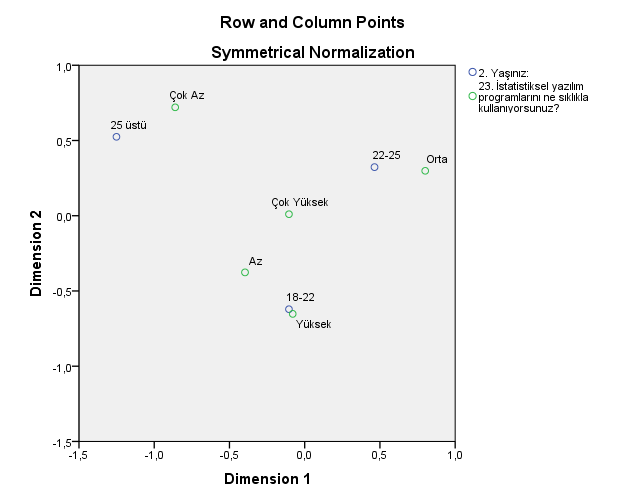 Row and Column Points
Symmetrical Normalization
2. Yaşınız:
23. İstatistiksel yazılım
programlarını ne sıklıkla
kullanıyorsunuz?
1,0
0,5
0,0
-0,5
-1,0
-1,5
Dimension 2
Çok Az
25 üstü
22-25
Orta
Çok Yüksek
Az
18-22
Yüksek
-1,5 -1,0 -0,5 0,0 0,5 1,0
Dimension 1